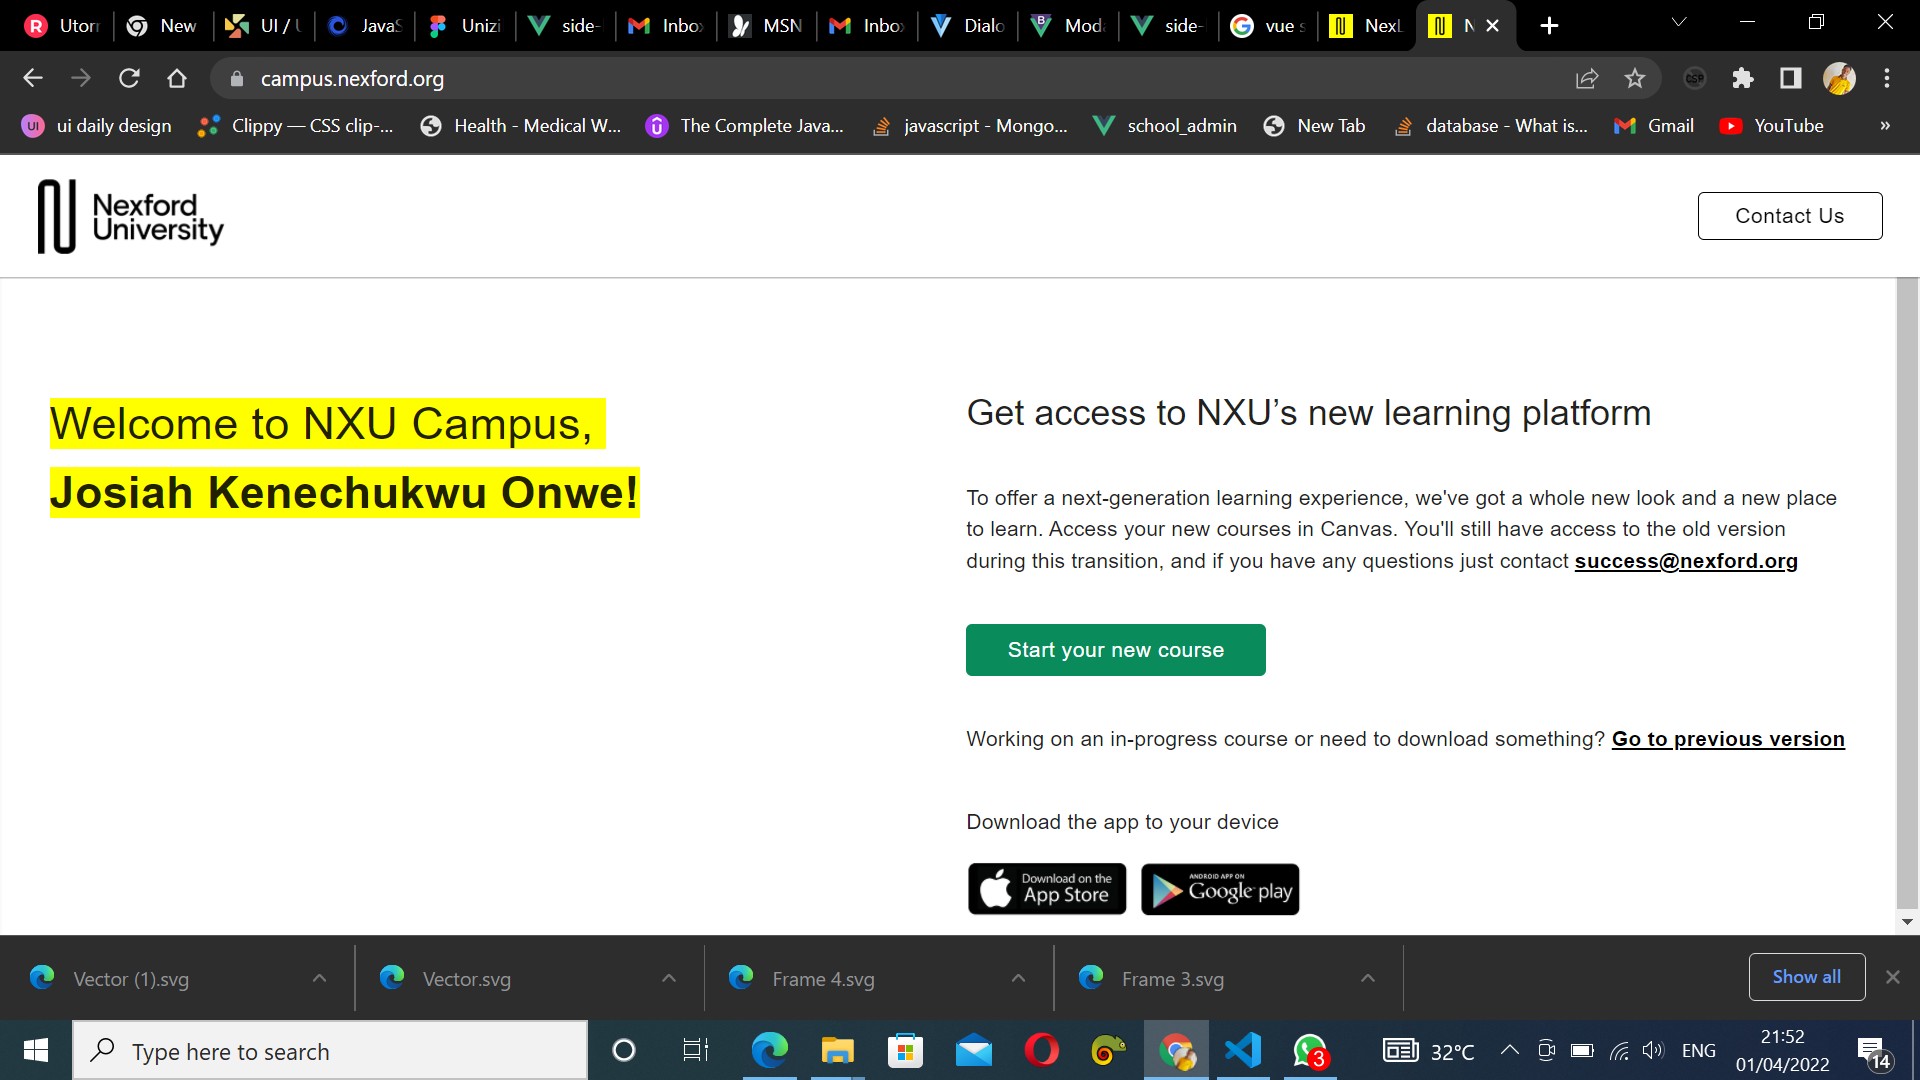 Utorr
New
UI / U
JavaS
Unizi
side-
Inbox
MSN
Inbox
Dialo
Moda
side-
vue s
NexL
N
campus.nexford.org
CSP
UI ui daily design
Clippy — CSS clip-...
Health - Medical W...
The Complete Java...
javascript - Mongo...
school_admin
New Tab
database - What is...
Gmail
YouTube
»
Nexford
University
Contact Us
Welcome to NXU Campus,
Josiah Kenechukwu Onwe!
Get access to NXU’s new learning platform
To offer a next-generation learning experience, we've got a whole new look and a new place
to learn. Access your new courses in Canvas. You'll still have access to the old version
during this transition, and if you have any questions just contact success@nexford.org
Start your new course
Working on an in-progress course or need to download something? Go to previous version
Download the app to your device
Download on the
App Store
ANDROID APP ON
Google play
Vector (1).svg
Vector.svg
Frame 4.svg
Frame 3.svg
Show all
Type here to search
3
32°C
ENG
21:52
01/04/2022
14